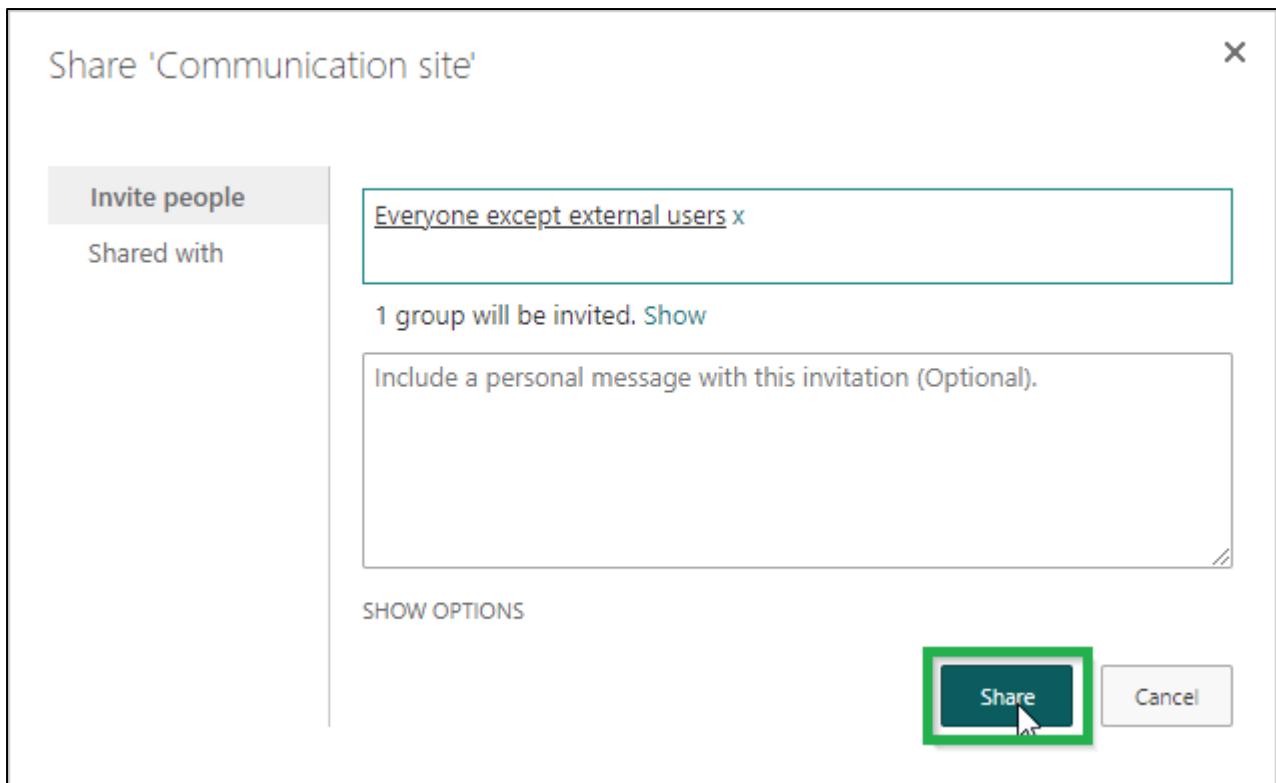 Share 'Communication site'
Invite people
Shared with
Everyone except external users x
1 group will be invited. Show
Include a personal message with this invitation (Optional).
SHOW OPTIONS
Share
Cancel